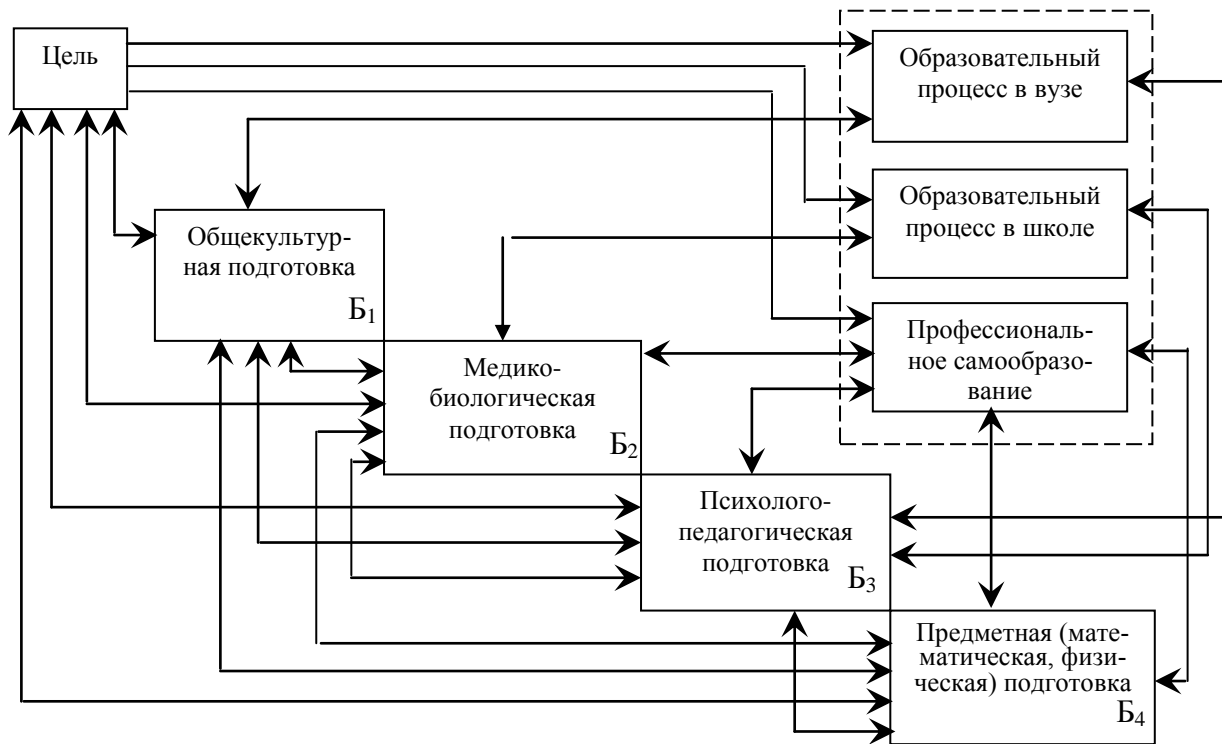 Цель
Образовательный
процесс в вузе
Образовательный
процесс в школе
Общекультур-
ная подготовка
Б1
Профессиональ-
ное самообразо-
вание
Медико-
биологическая
подготовка
Б2
Психолого-
педагогическая
подготовка
Б3
Предметная (мате-
матическая, физи-
ческая) подготовка
Б4